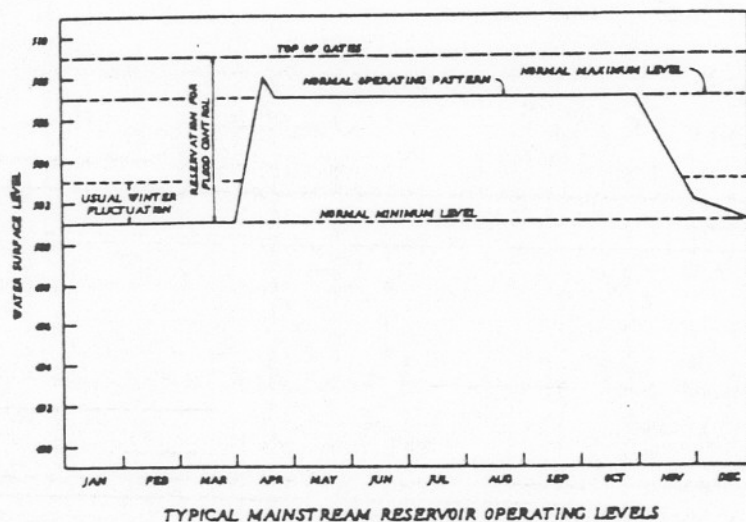 TOP OF GATES
NORMAL OPERATING PATTERN
NORMAL MAXIMUM LEVEL
RESERVATION FOR
FLOOD CONTROL
USUAL WINTER
FLUCTUATION
NORMAL MINIMUM LEVEL
WATER SURFACE LEVEL
JAN FEB MAR APR MAY JUN JUL AUG SEP OCT NOV DEC
TYPICAL MAINSTREAM RESERVOIR OPERATING LEVELS